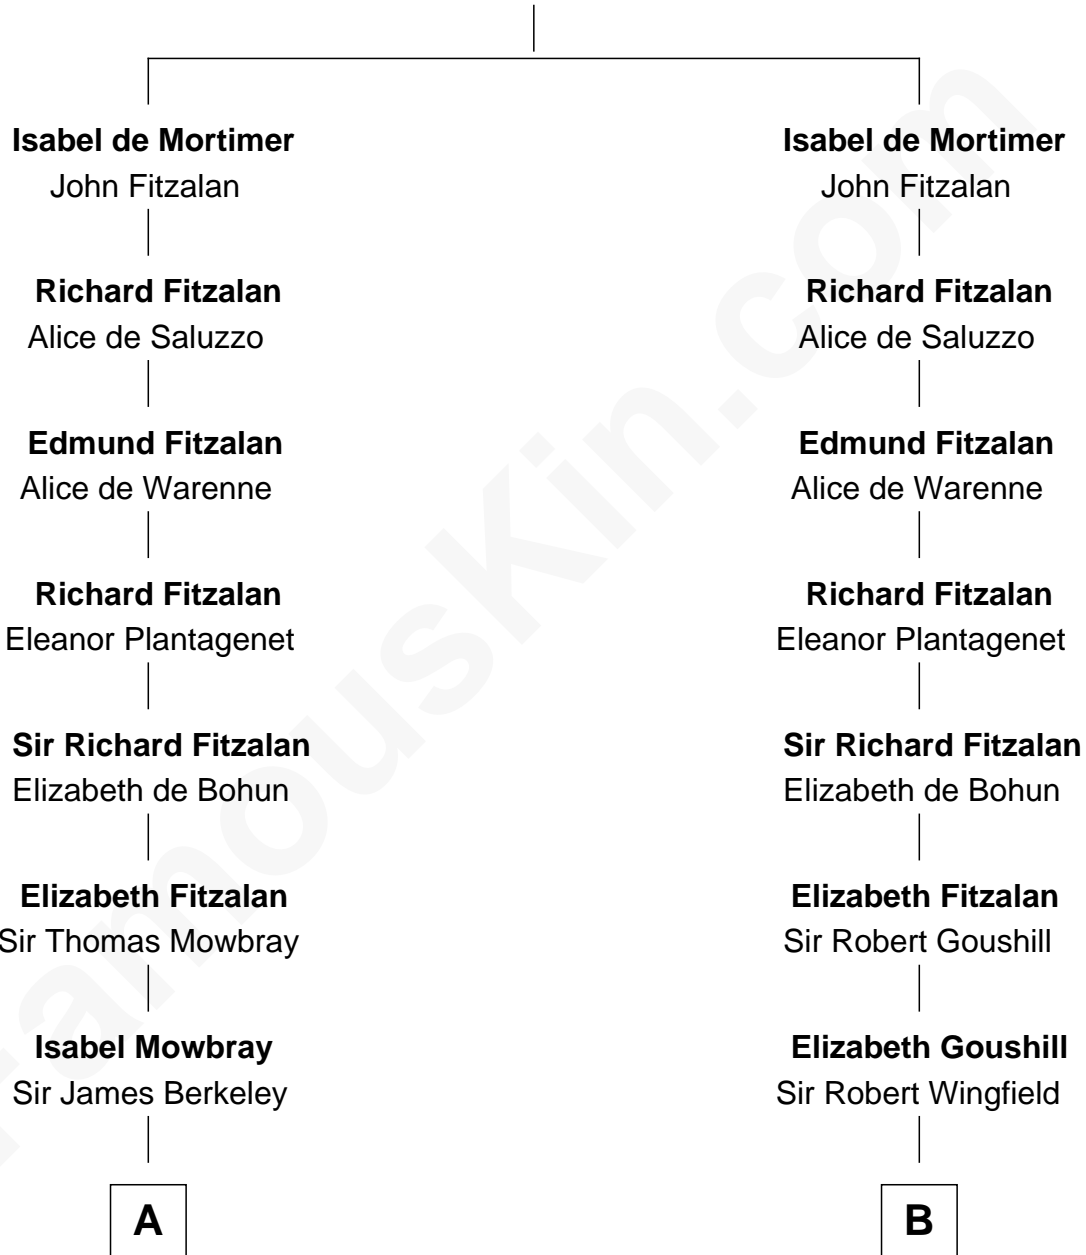 Isabel de Mortimer
John Fitzalan
Richard Fitzalan
Alice de Saluzzo
Edmund Fitzalan
Alice de Warenne
Richard Fitzalan
Eleanor Plantagenet
Sir Richard Fitzalan
Elizabeth de Bohun
Elizabeth Fitzalan
Sir Thomas Mowbray
Isabel Mowbray
Sir James Berkeley
A
Isabel de Mortimer
John Fitzalan
Richard Fitzalan
Alice de Saluzzo
Edmund Fitzalan
Alice de Warenne
Richard Fitzalan
Eleanor Plantagenet
Sir Richard Fitzalan
Elizabeth de Bohun
Elizabeth Fitzalan
Sir Robert Goushill
Elizabeth Goushill
Sir Robert Wingfield
B
FamousKin.com